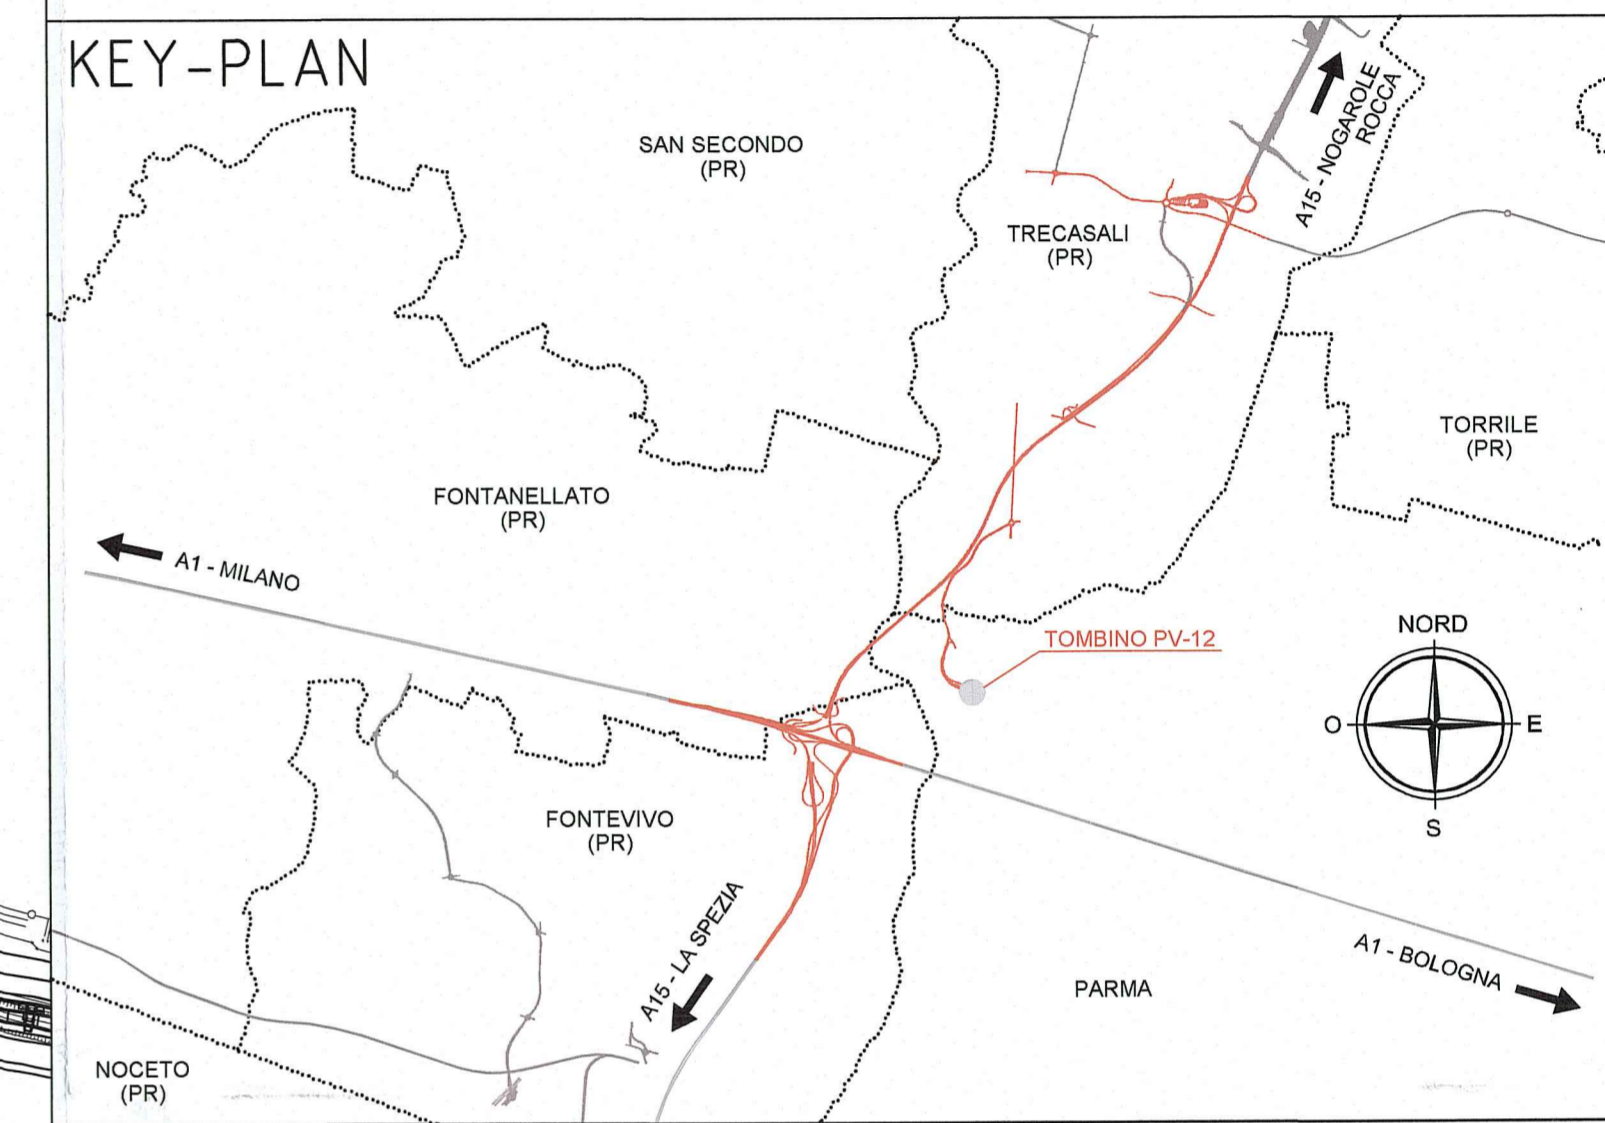 KEY-PLAN
SAN SECONDO
(PR)
A15 - NOGAROLE
ROCCA
TRECASALI
(PR)
TORRILE
(PR)
FONTANELLATO
(PR)
A1 - MILANO
TOMBINO PV-12
NORD
O
E
S
FONTEVIVO
(PR)
A15 - LA SPEZIA
A1 - BOLOGNA
PARMA
NOCETO
(PR)